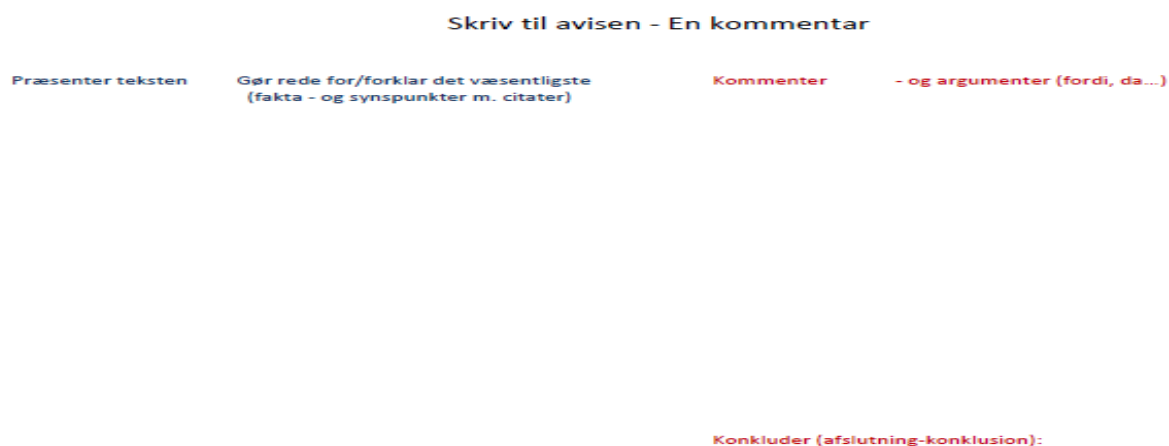 Skriv til avisen - En kommentar
Præsenter teksten
Gør rede for/forklar det væsentligste
(fakta - og synspunkter m. citater)
Kommenter - og argumenter (fordi, da...)
Konkluder (afslutning-konklusion):